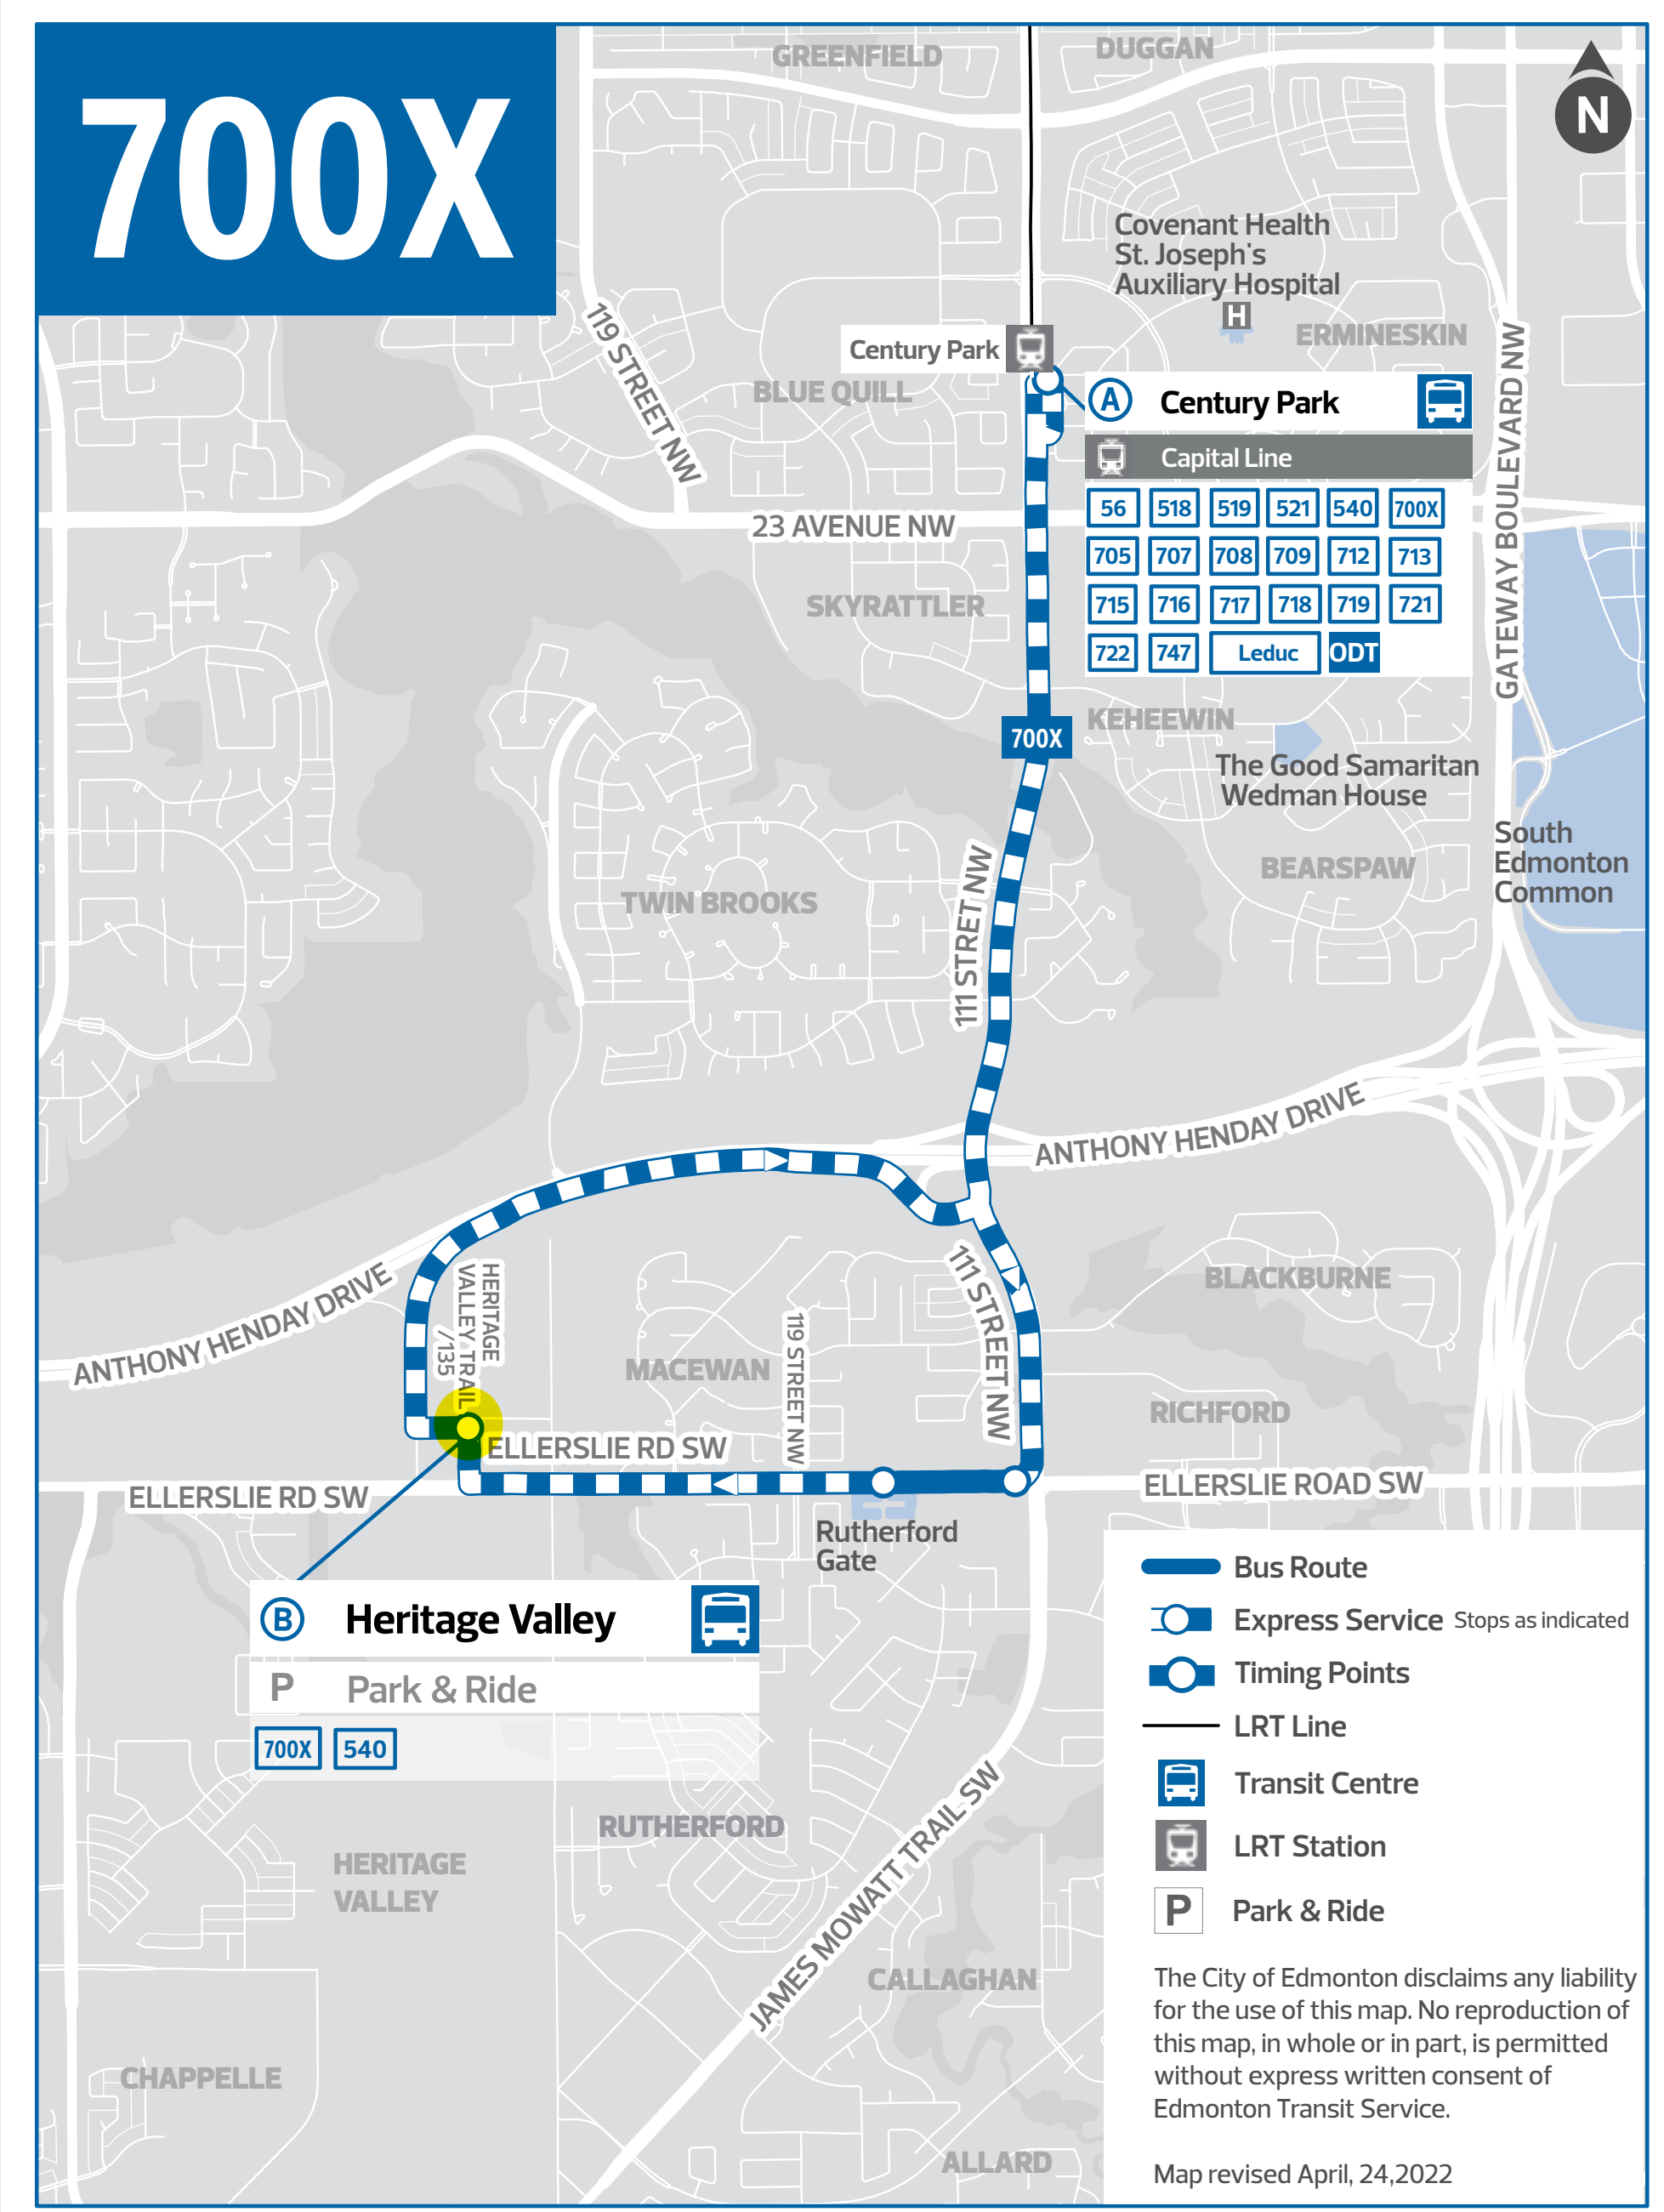 700X
GREENFIELD
DUGGAN
N
Covenant Health
St. Joseph's
Auxiliary Hospital
H
ERMINESKIN
119 STREET NW
Century Park
BLUE QUILL
A Century Park
Capital Line
56 518 519 521 540 700X
705 707 708 709 712 713
715 716 717 718 719 721
722 747 Leduc ODT
GATEWAY BOULEVARD NW
23 AVENUE NW
SKYRATTLER
700X
KEHEEWIN
The Good Samaritan
Wedman House
South
Edmonton
Common
BEARSPAW
TWIN BROOKS
111 STRET NW
ANTHONY HENDAY DRIVE
ANTHONY HENDAY DRIVE
HERITAGE
VALLEY TRAIL
/135
MACEWAN
119 STREET NW
111 STREET NW
BLACKBURNE
RICHFORD
ELLERSLIE RD SW
ELLERSLIE RD SW
ELLERSLIE ROAD SW
Rutherford
Gate
B Heritage Valley
P Park & Ride
700X 540
RUTHERFORD
HERITAGE
VALLEY
JAMES MOWATT TRAIL SW
CALLAGHAN
CHAPPELLE
ALLARD
Bus Route
Express Service Stops as indicated
Timing Points
LRT Line
Transit Centre
LRT Station
P Park & Ride
The City of Edmonton disclaims any liability
for the use of this map. No reproduction of
this map, in whole or in part, is permitted
without express written consent of
Edmonton Transit Service.
Map revised April, 24,2022